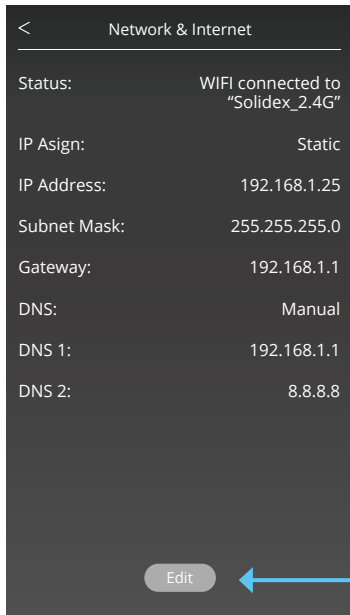 < Network & Internet
Status: WIFI connected to
“Solidex_2.4G”
IP Asign: Static
IP Address: 192.168.1.25
Subnet Mask: 255.255.255.0
Gateway: 192.168.1.1
DNS: Manual
DNS 1: 192.168.1.1
DNS 2: 8.8.8.8
Edit